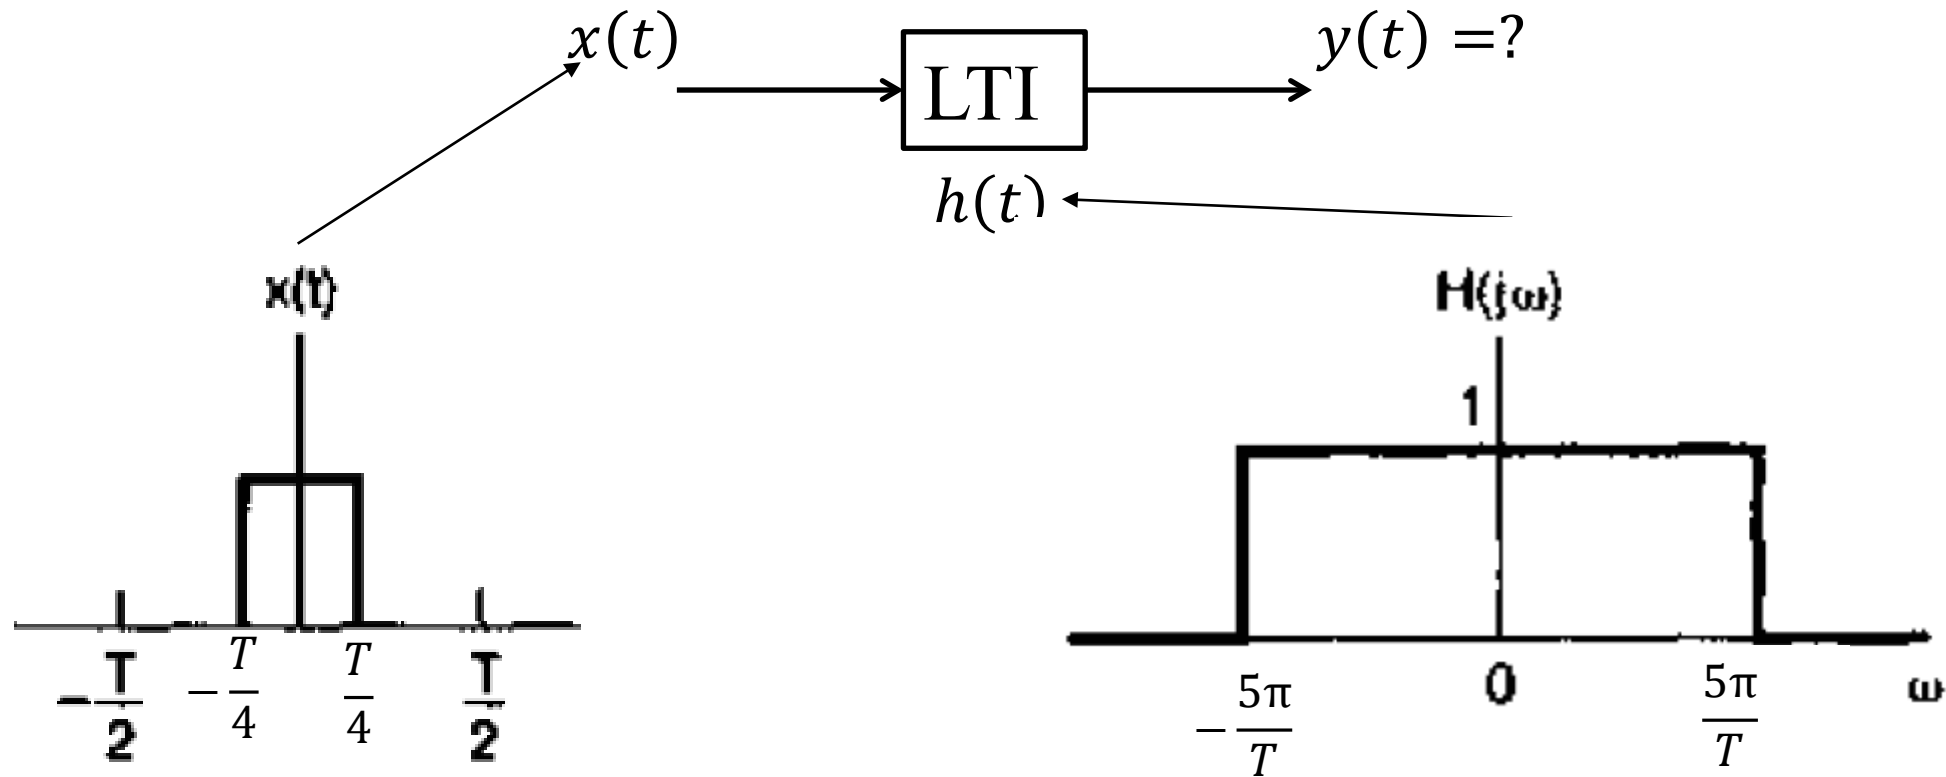 x(t)
LTI
y(t) =?
h(t)
x(t)
H(jω)
1
-T/2
-T/4
T/4
T/2
-5π/T
0
5π/T
ω